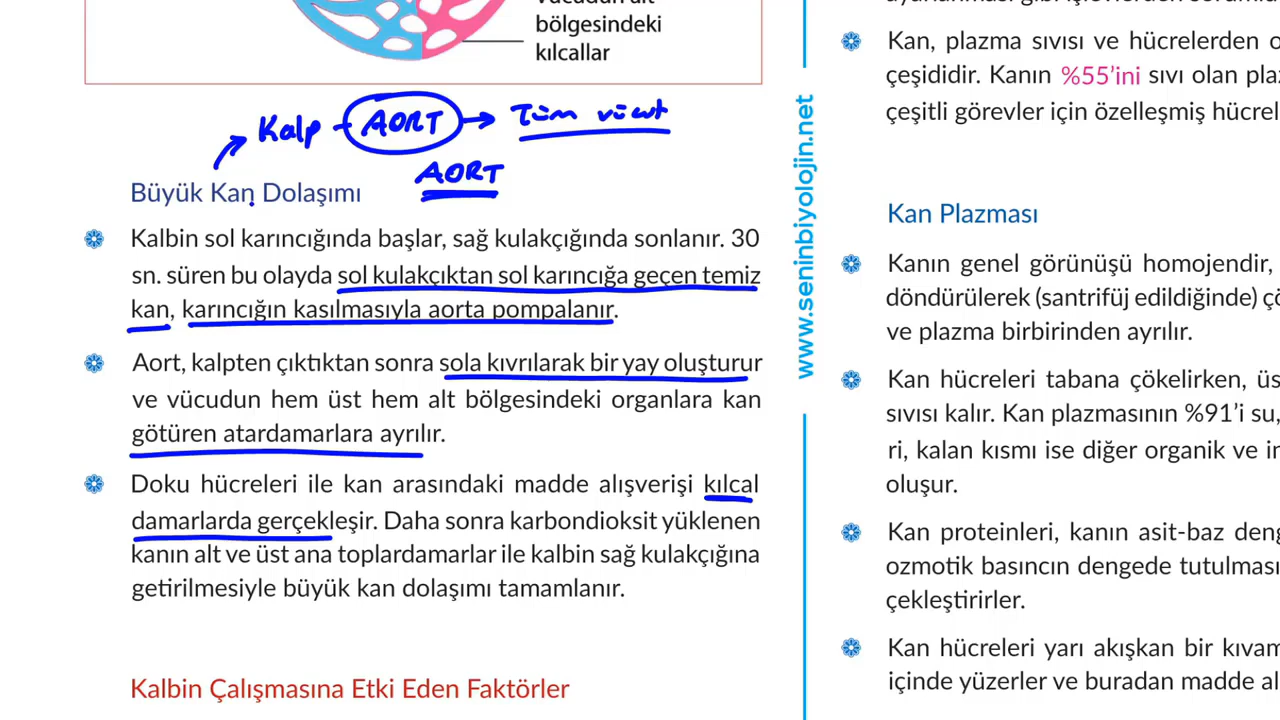 bölgesindeki
kılcallar
Kalp AORT → Tüm vücut
AORT
Büyük Kan Dolaşımı
Kalbin sol karıncığında başlar, sağ kulakçığında sonlanır. 30
sn. süren bu olayda sol kulakçıktan sol karıncığa geçen temiz
kan, karıncığın kasılmasıyla aorta pompalanır.
Aort, kalpten çıktıktan sonra sola kıvrılarak bir yay oluşturur
ve vücudun hem üst hem alt bölgesindeki organlara kan
götüren atardamarlara ayrılır.
Doku hücreleri ile kan arasındaki madde alışverişi kılcal
damarlarda gerçekleşir. Daha sonra karbondioksit yüklenen
kanın alt ve üst ana toplardamarlar ile kalbin sağ kulakçığına
getirilmesiyle büyük kan dolaşımı tamamlanır.
Kalbin Çalışmasına Etki Eden Faktörler
www.seninbiyolojin.net
Kan, plazma sıvısı ve hücrelerden
çeşididir. Kanın %55'ini sıvı olan
çeşitli görevler için özelleşmiş
Kan Plazması
Kanın genel görünüşü homojendir,
döndürülerek (santrifüj edildiğinde)
ve plazma birbirinden ayrılır.
Kan hücreleri tabana çökelirken,
sıvısı kalır. Kan plazmasının %91'i su,
ri, kalan kısmı ise diğer organik ve
oluşur.
Kan proteinleri, kanın asit-baz
ozmotik basıncın dengede
çekleştirirler.
Kan hücreleri yarı akışkan bir
içinde yüzerler ve buradan madde